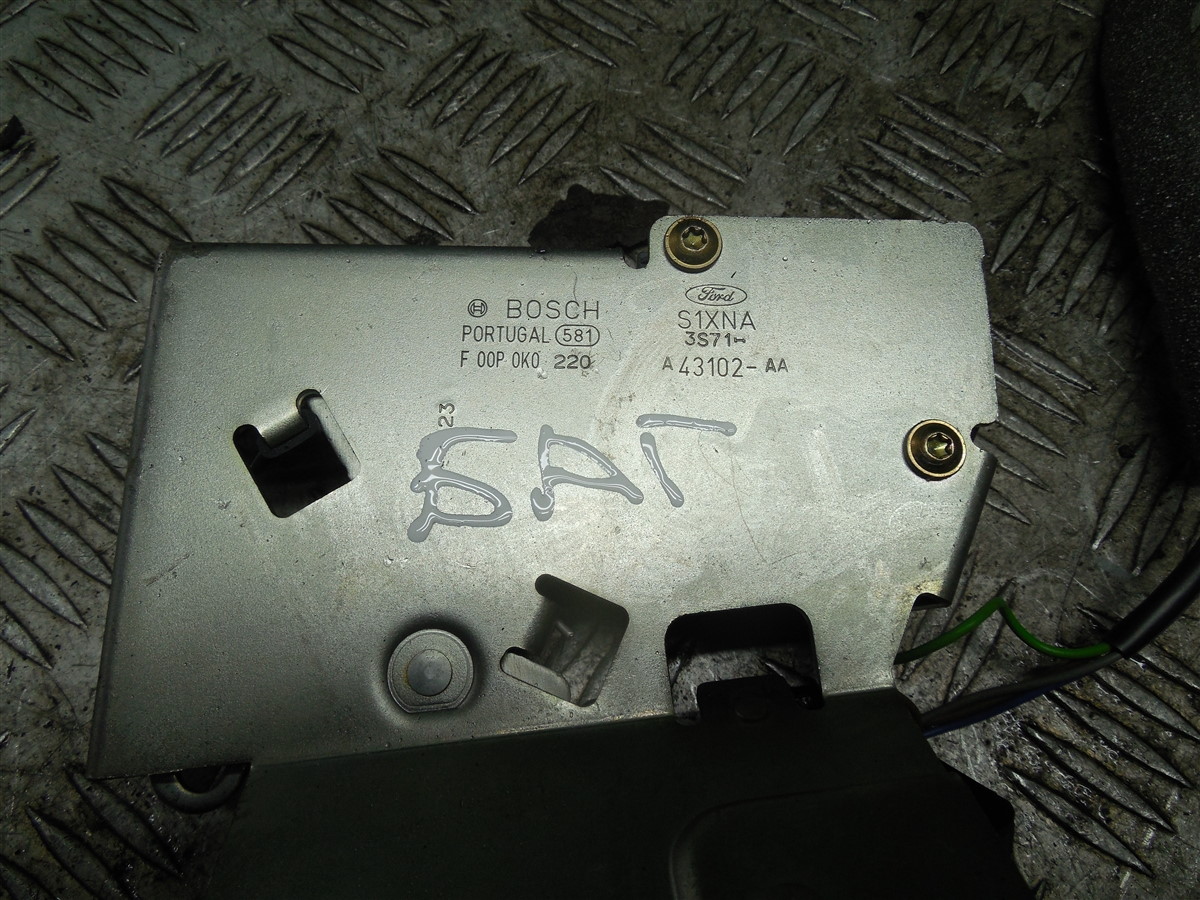 BOSCH
PORTUGAL 581
F 00P 0K0 220
Ford
S1XNA
3S71-
A 43102- AA
23
БАГ